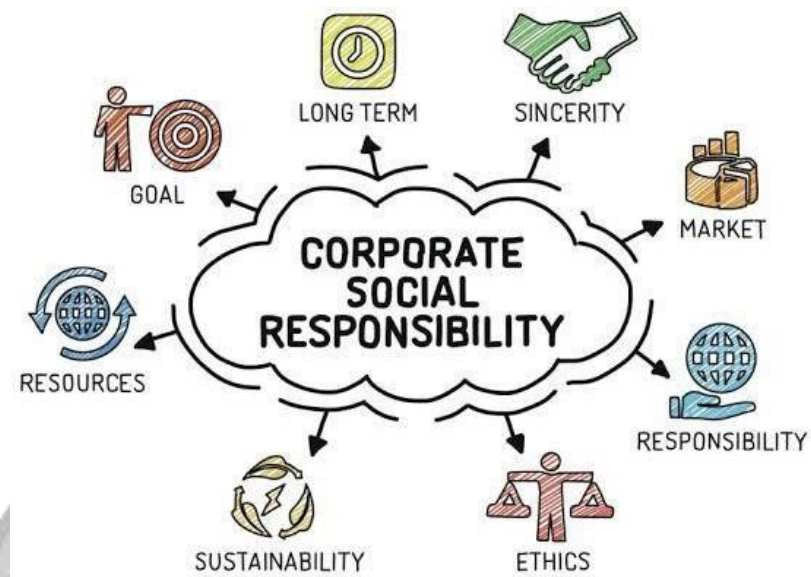 LONG TERM
SINCERITY
GOAL
MARKET
CORPORATE
SOCIAL
RESPONSIBILITY
RESOURCES
RESPONSIBILITY
SUSTAINABILITY
ETHICS